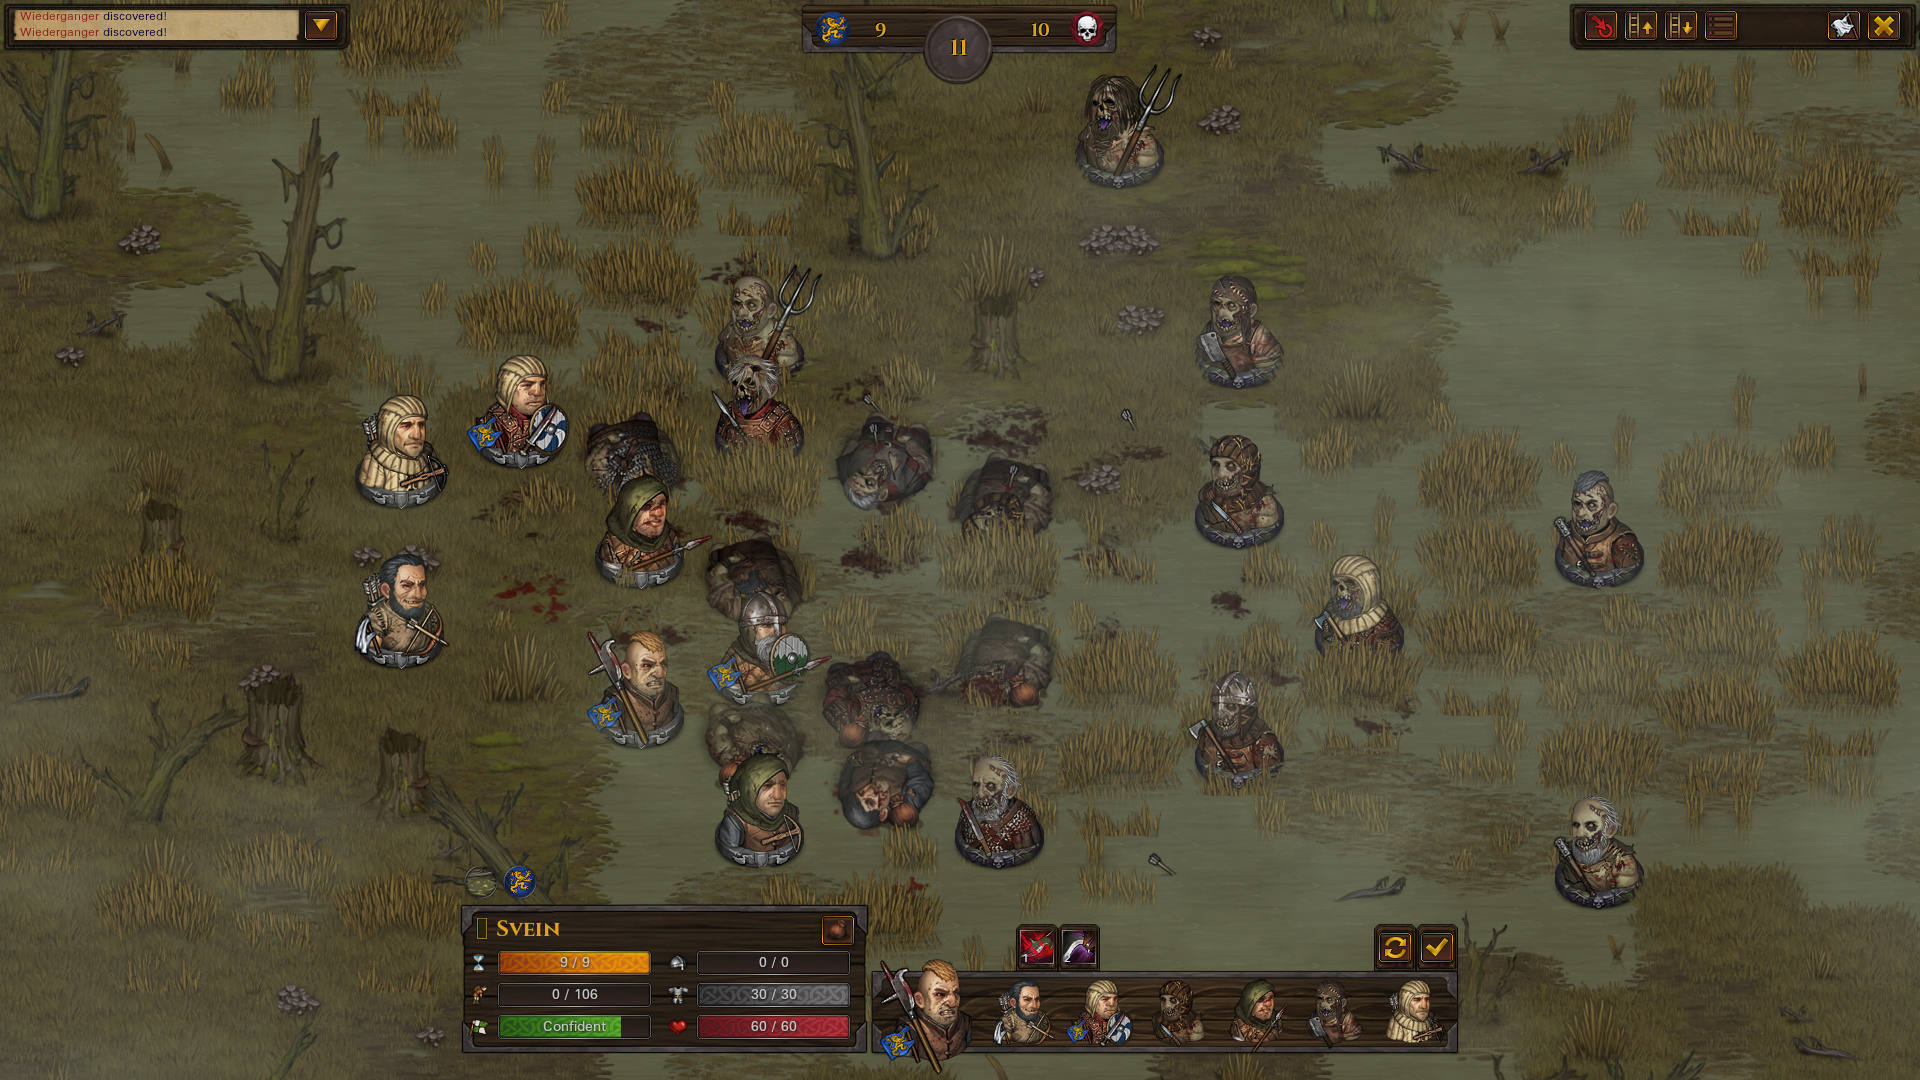 Wiederganger discovered!
Wiederganger discovered!
9
11
10
Svein
9 / 9
0 / 0
0 / 106
30 / 30
Confident
60 / 60
1
2